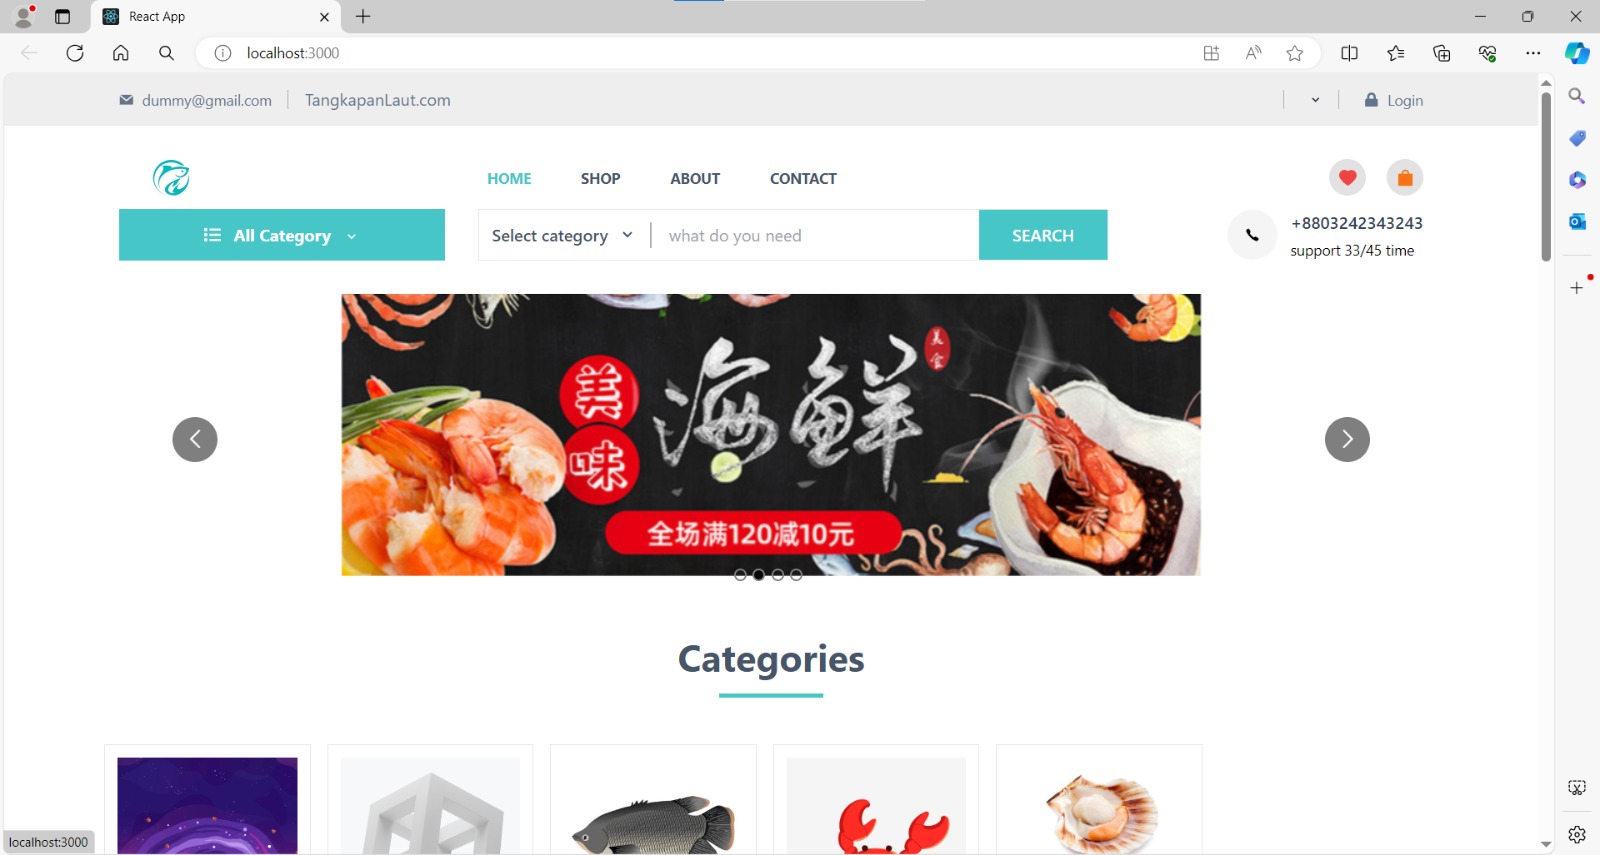 React App
localhost:3000
dummy@gmail.com
TangkapanLaut.com
Login
HOME
SHOP
ABOUT
CONTACT
All Category
Select category
what do you need
SEARCH
+8803242343243
support 33/45 time
美味
海鲜
美食
全场满120减10元
Categories
localhost:3000